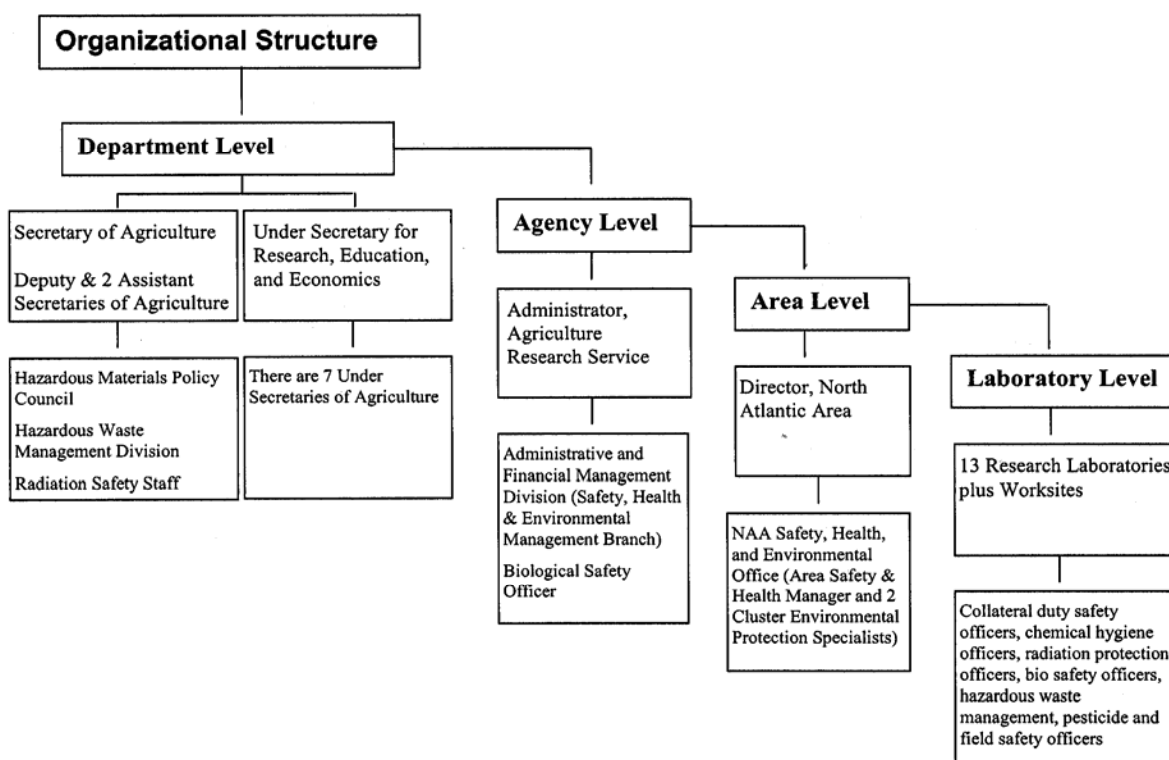 Organizational Structure
Department Level
Secretary of Agriculture
Deputy & 2 Assistant
Secretaries of Agriculture
Under Secretary for
Research, Education,
and Economics
Hazardous Materials Policy
Council
Hazardous Waste
Management Division
Radiation Safety Staff
There are 7 Under
Secretaries of Agriculture
Agency Level
Administrator,
Agriculture
Research Service
Administrative and
Financial Management
Division (Safety, Health
& Environmental
Management Branch)
Biological Safety
Officer
Area Level
Director, North
Atlantic Area
NAA Safety, Health,
and Environmental
Office (Area Safety &
Health Manager and 2
Cluster Environmental
Protection Specialists)
Laboratory Level
13 Research Laboratories
plus Worksites
Collateral duty safety
officers, chemical hygiene
officers, radiation protection
officers, bio safety officers,
hazardous waste
management, pesticide and
field safety officers